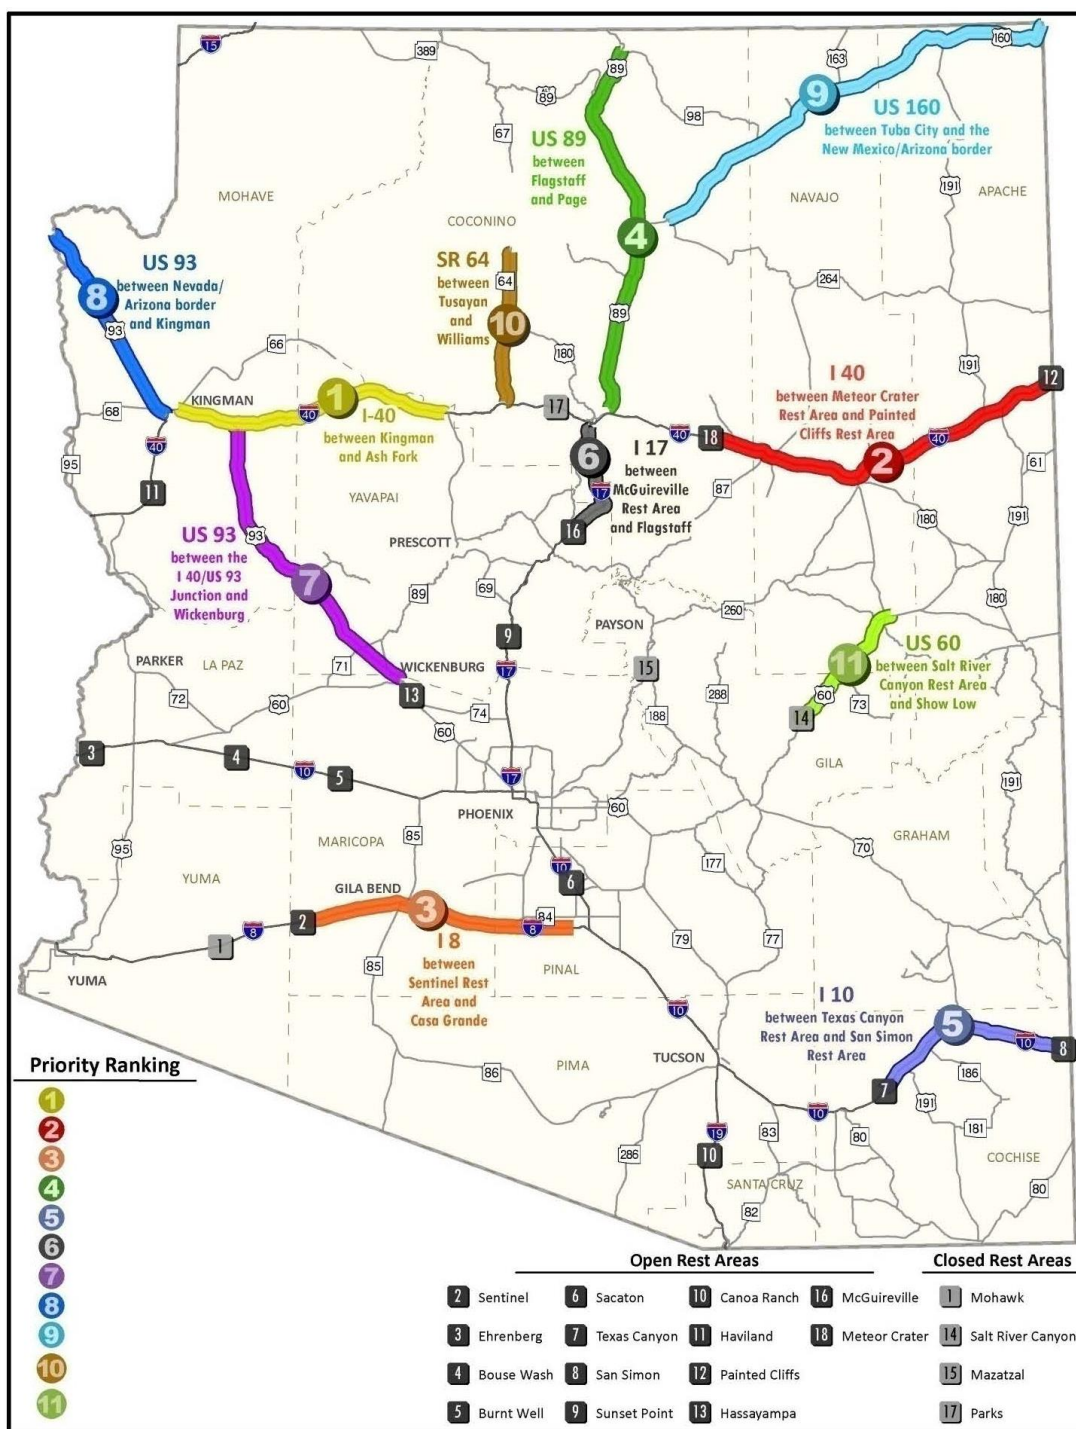 15
389
89
89
67
98
163
160
US 160
between Tuba City and the
New Mexico/Arizona border
9
US 89
between
Flagstaff
and Page
191
MOHAVE
COCONINO
NAVAJO
APACHE
4
US 93
between Nevada/
Arizona border
and Kingman
8
93
SR 64
between
Tusayan
and
Williams
64
10
89
264
66
180
191
KINGMAN
68
40
1
40
I-40
between Kingman
and Ash Fork
17
I 40
between Meteor Crater
Rest Area and Painted
Cliffs Rest Area
12
40
18
2
40
6
I 17
between
McGuireville
Rest Area
and Flagstaff
17
16
95
11
61
87
YAVAPAI
180
191
US 93
between the
I 40/US 93
Junction and
Wickenburg
93
7
PRESCOTT
69
89
260
180
9
PAYSON
15
US 60
between Salt River
Canyon Rest Area
and Show Low
11
60
73
14
PARKER
LA PAZ
71
WICKENBURG
17
72
60
13
74
60
288
188
3
4
10
5
17
GILA
191
PHOENIX
60
85
MARICOPA
95
GRAHAM
70
177
10
6
YUMA
GILA BEND
3
2
8
1
84
8
I 8
between
Sentinel Rest
Area and
Casa Grande
79
77
85
YUMA
PINAL
I 10
between Texas Canyon
Rest Area and San Simon
Rest Area
5
10
8
10
TUCSON
PIMA
86
7
186
191
10
181
19
83
80
10
286
COCHISE
SANTA CRUZ
80
82
Priority Ranking
1
2
3
4
5
6
7
8
9
10
11
Open Rest Areas
Closed Rest Areas
2 Sentinel 6 Sacaton 10 Canoa Ranch 16 McGuireville 1 Mohawk
3 Ehrenberg 7 Texas Canyon 11 Haviland 18 Meteor Crater 14 Salt River Canyon
4 Bouse Wash 8 San Simon 12 Painted Cliffs 15 Mazatzal
5 Burnt Well 9 Sunset Point 13 Hassayampa 17 Parks